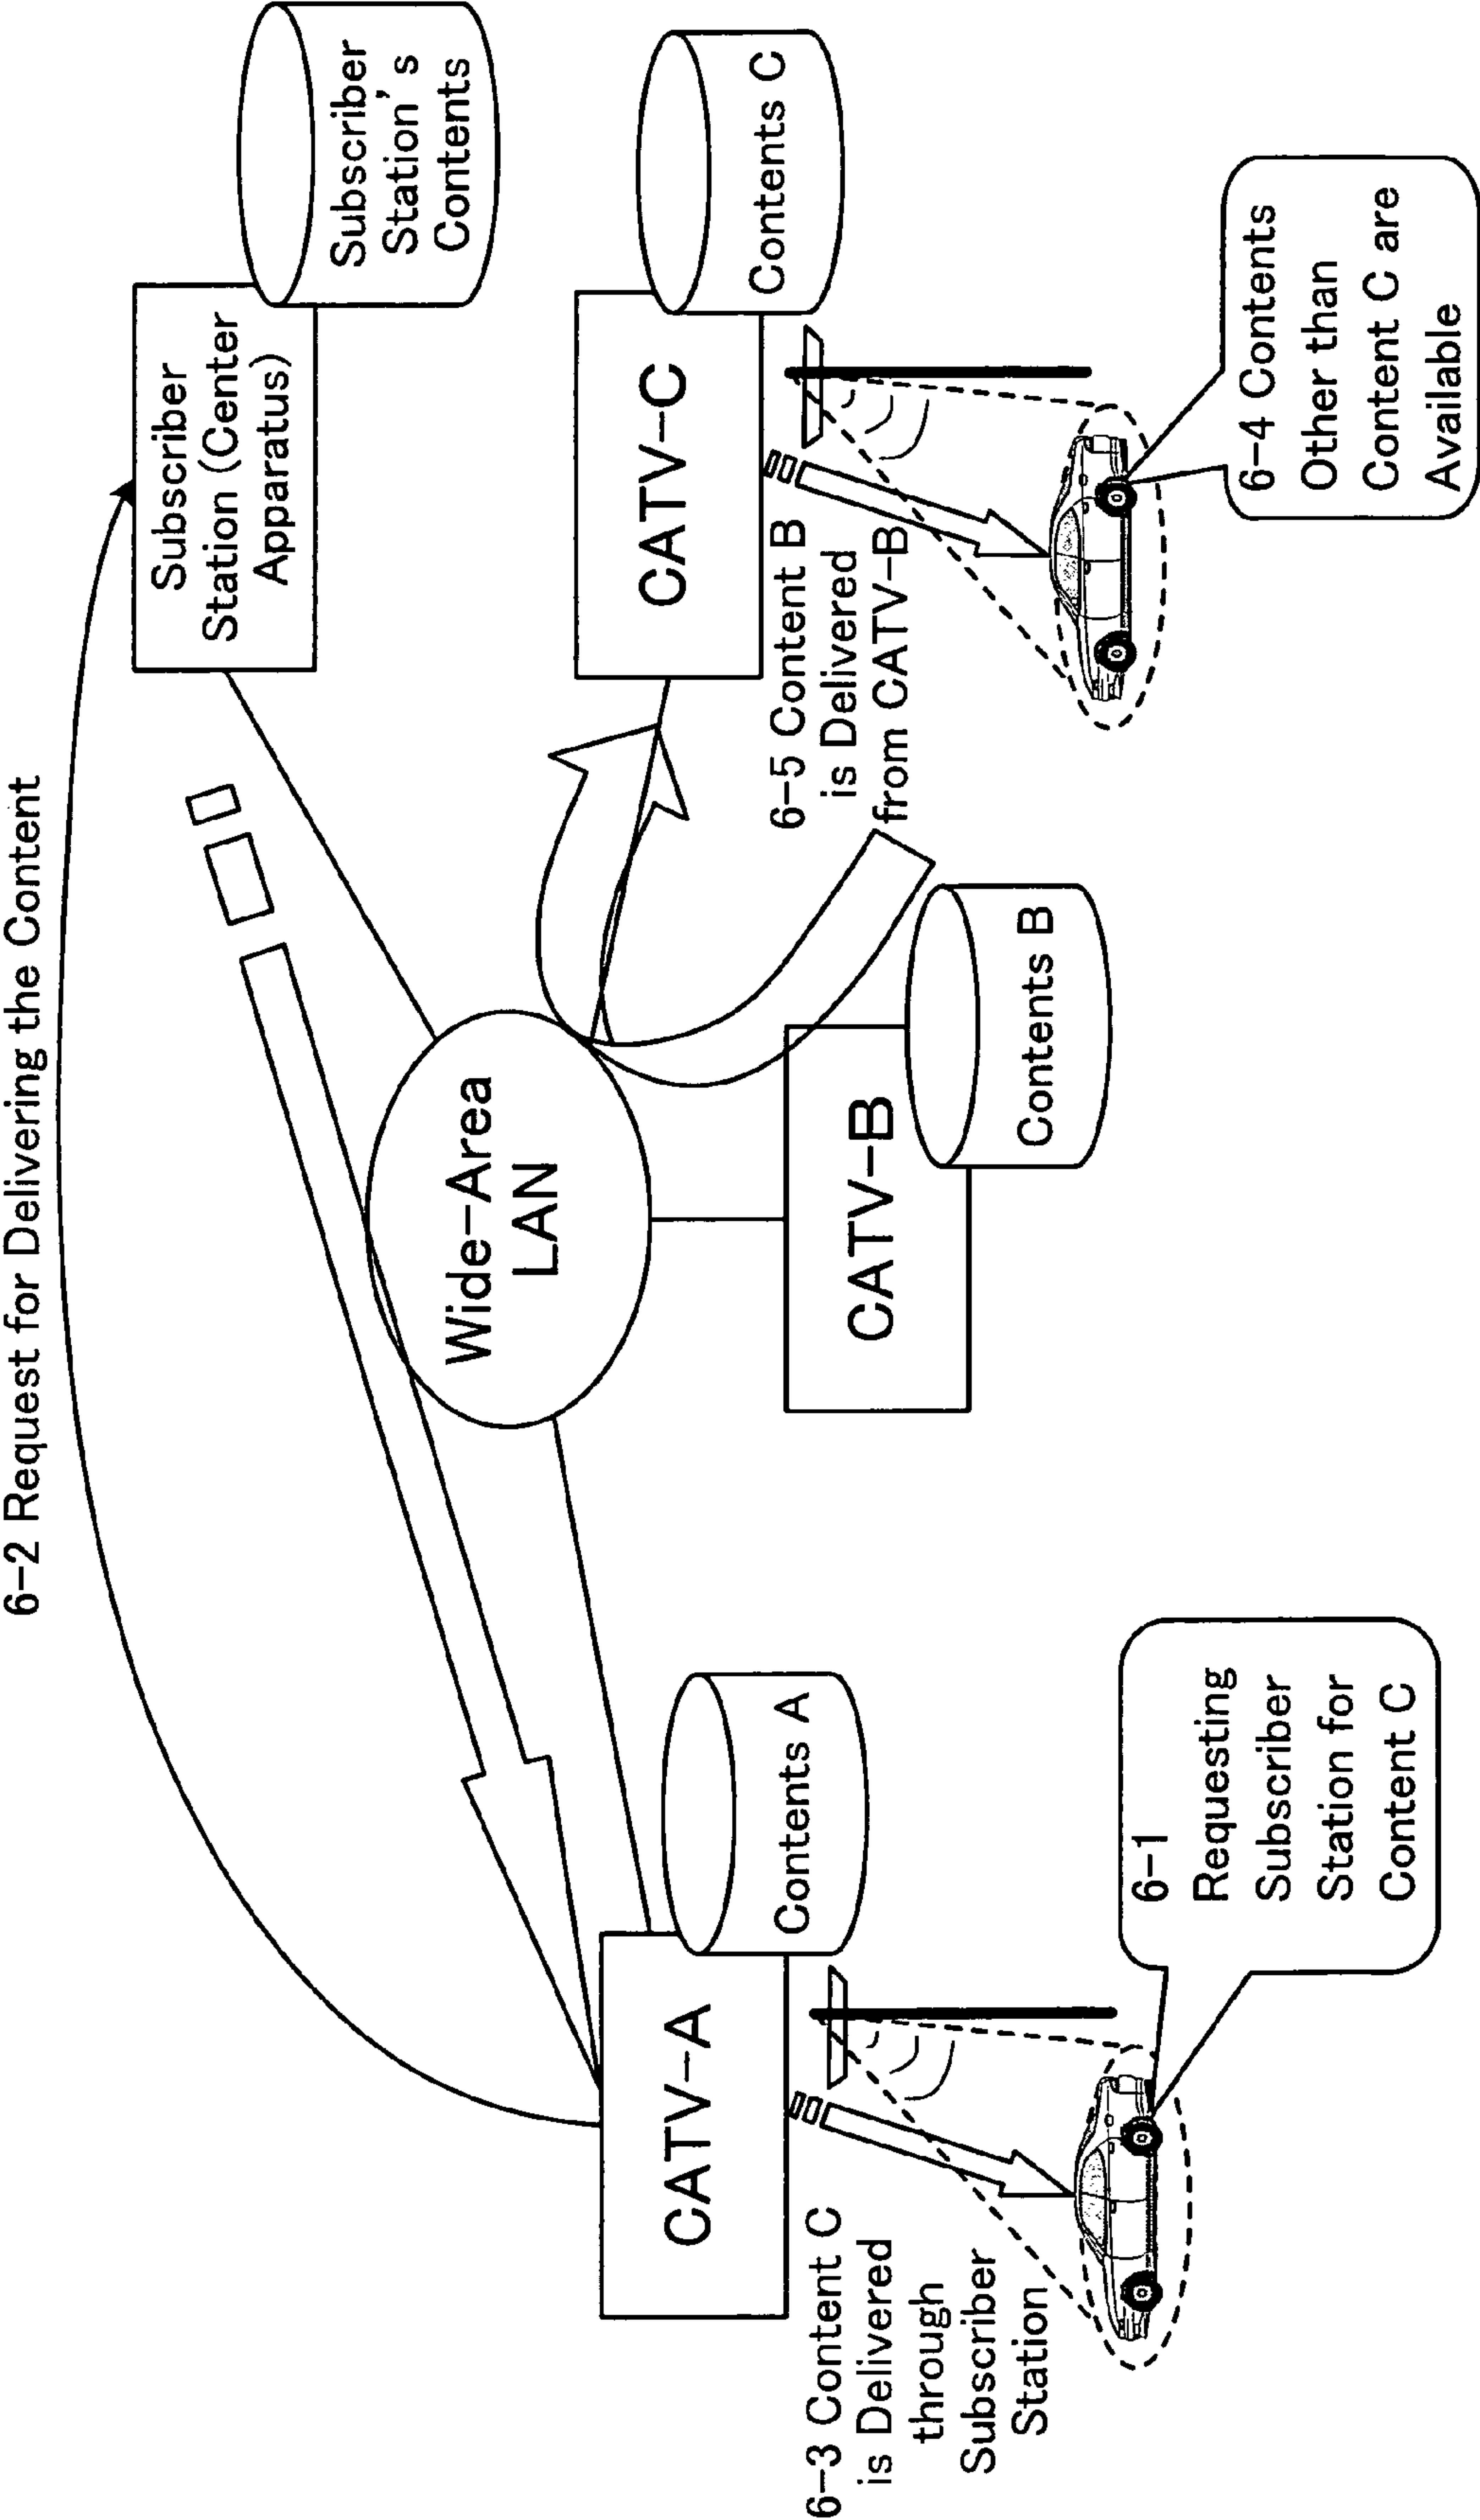 6-2 Request for Delivering the Content
Subscriber
Station (Center
Apparatus)
Subscriber
Station's
Contents
Wide-Area
LAN
CATV-A
Contents A
CATV-B
Contents B
CATV-C
Contents C
6-3 Content C
is Delivered
through
Subscriber
Station
6-1
Requesting
Subscriber
Station for
Content C
6-5 Content B
is Delivered
from CATV-B
6-4 Contents
Other than
Content C are
Available